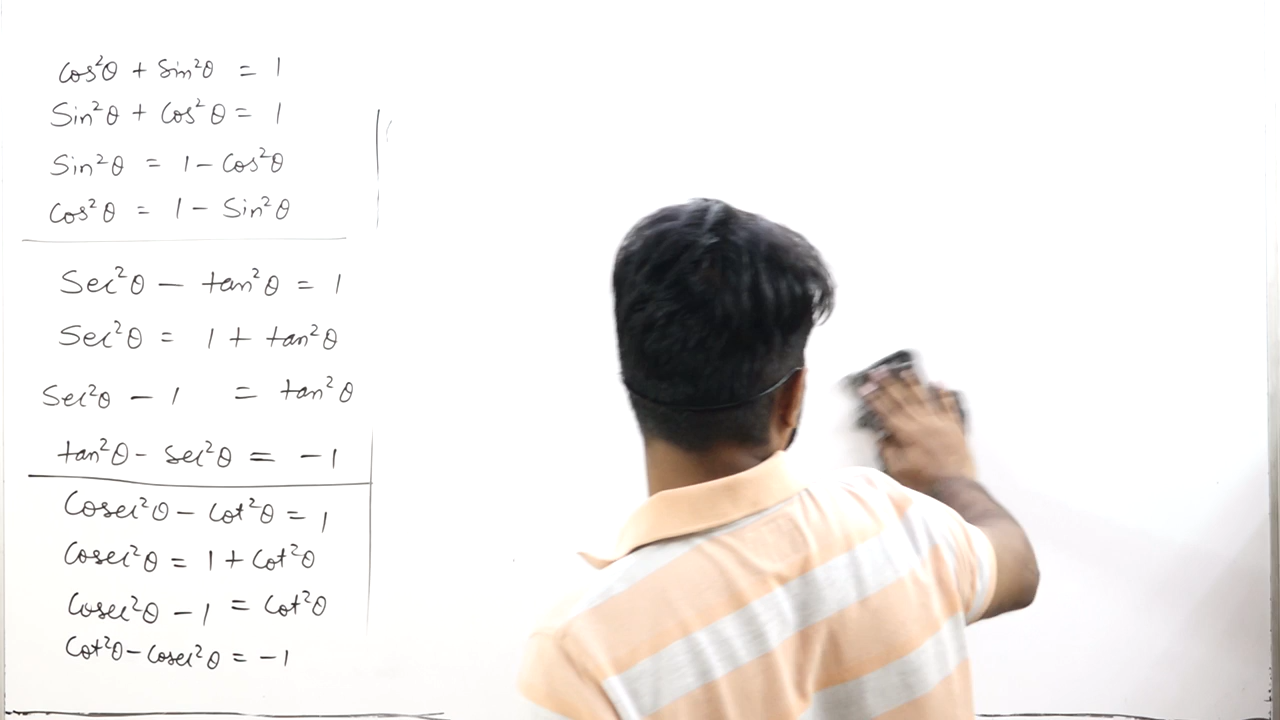 Cos²θ + Sin²θ = 1
Sin²θ + Cos²θ = 1
Sin²θ = 1 - Cos²θ
Cos²θ = 1 - Sin²θ
Sec²θ - tan²θ = 1
Sec²θ = 1 + tan²θ
Sec²θ - 1 = tan²θ
tan²θ - sec²θ = -1
Cosec²θ - Cot²θ = 1
Cosec²θ = 1 + Cot²θ
Cosec²θ - 1 = Cot²θ
Cot²θ - cosec²θ = -1